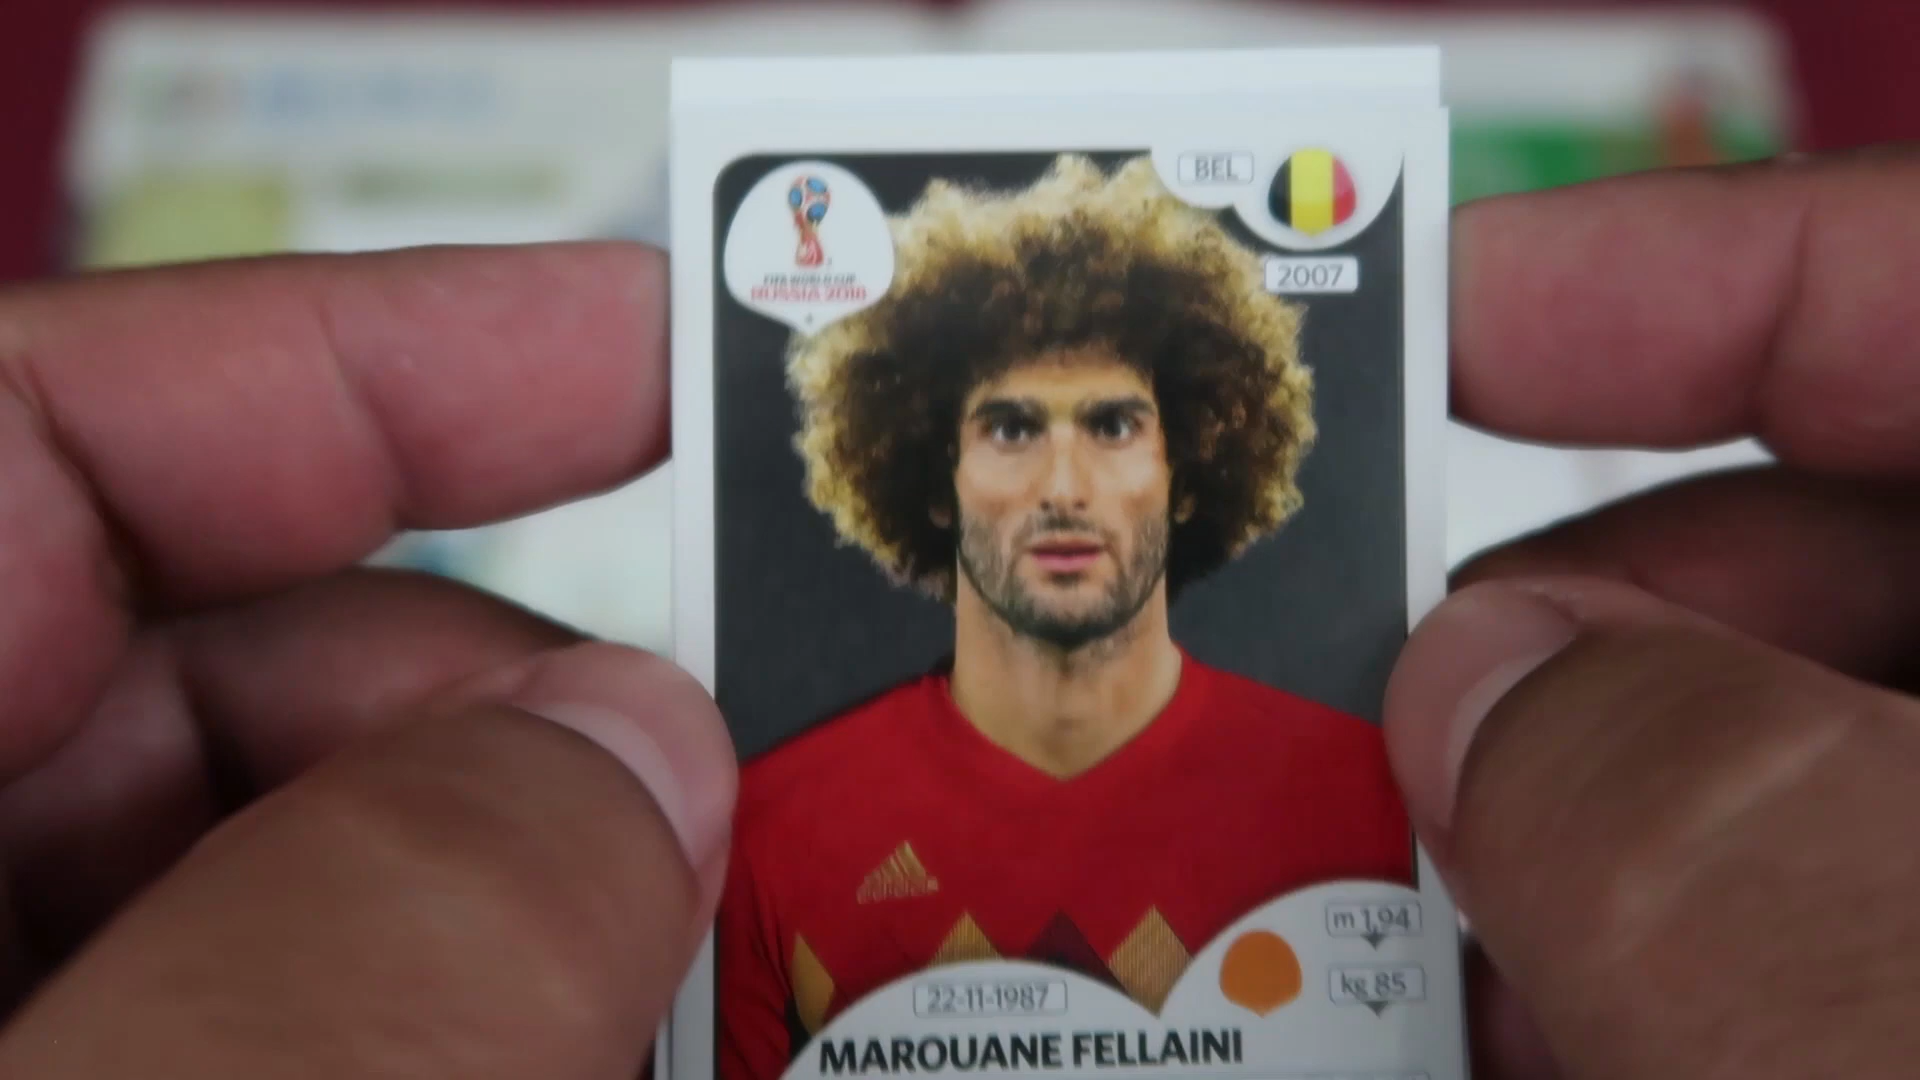 BEL
2007
FIFA WORLD CUP
RUSSIA 2018
adidas
m 1,94
kg 85
22-11-1987
MAROUANE FELLAINI